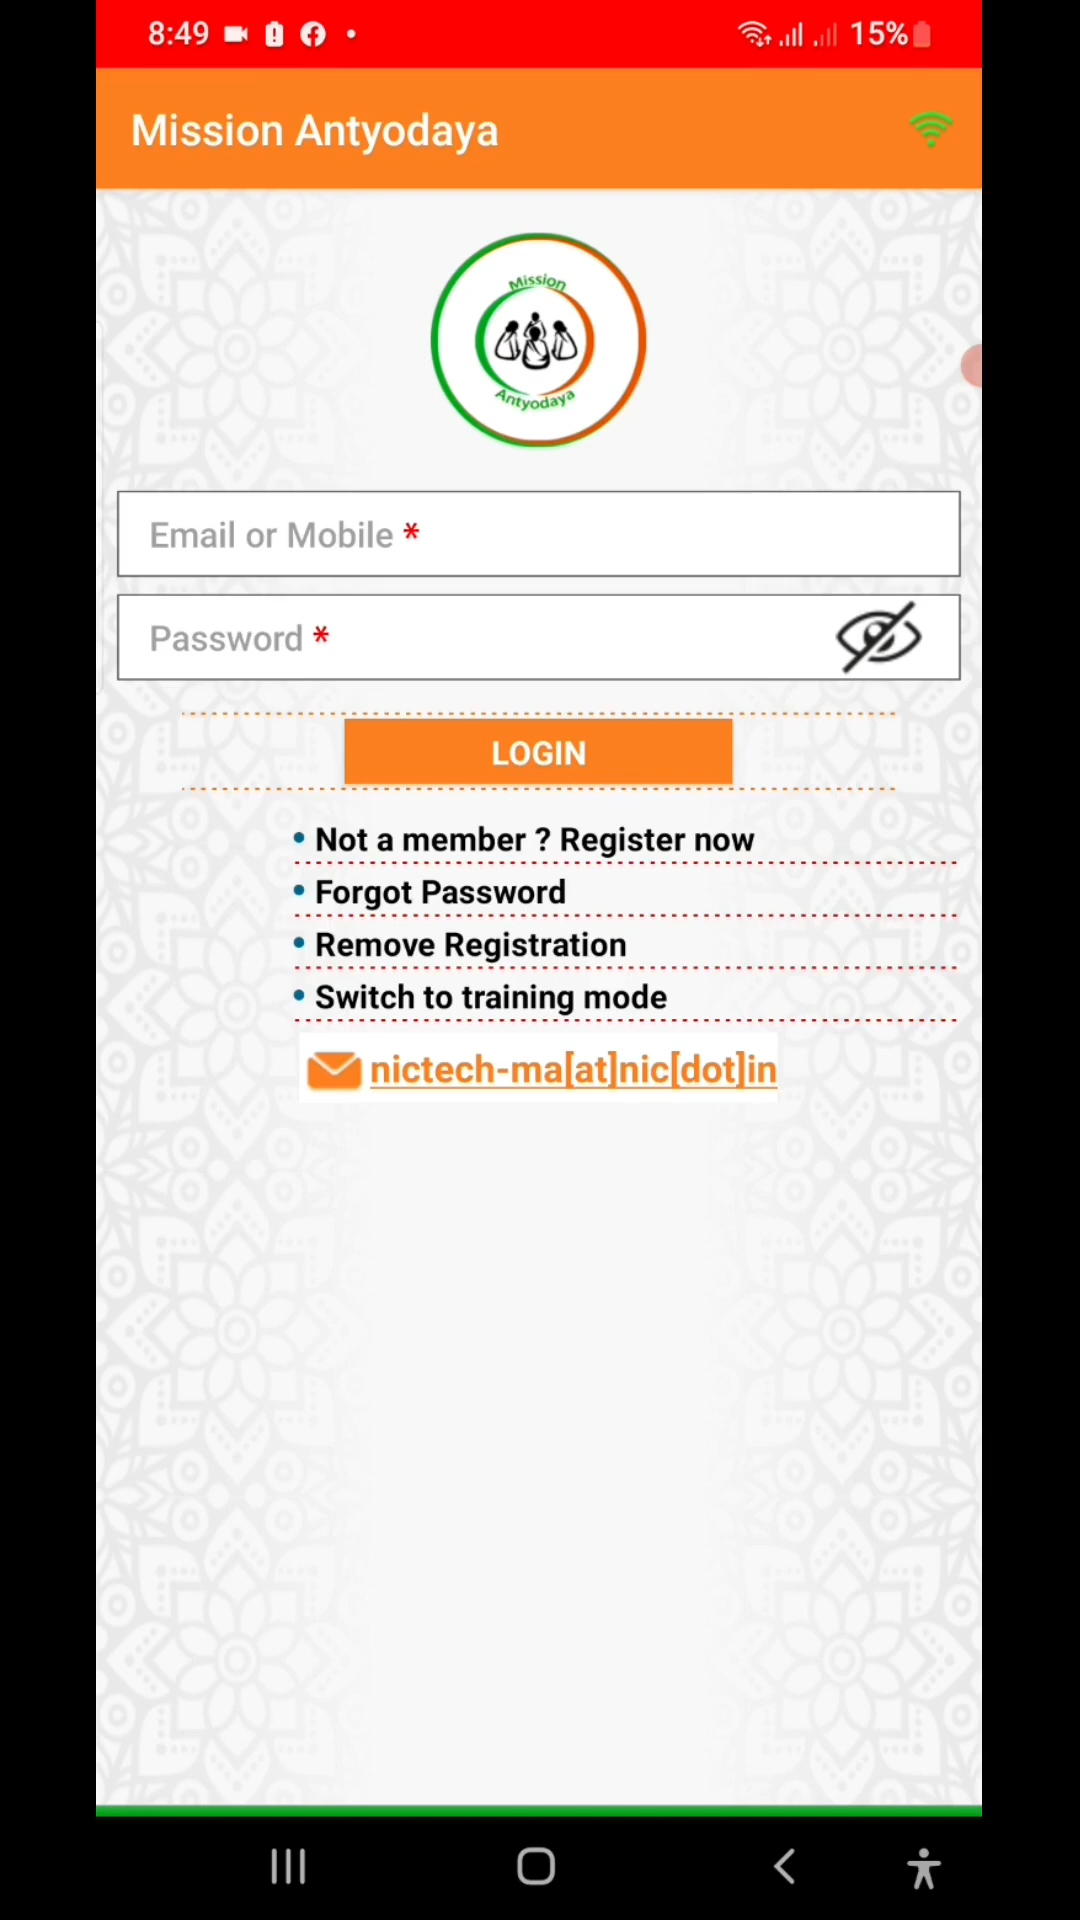 8:49
15%
Mission Antyodaya
Mission
Antyodaya
Email or Mobile *
Password *
LOGIN
• Not a member ? Register now
• Forgot Password
• Remove Registration
• Switch to training mode
nictech-ma[at]nic[dot]in